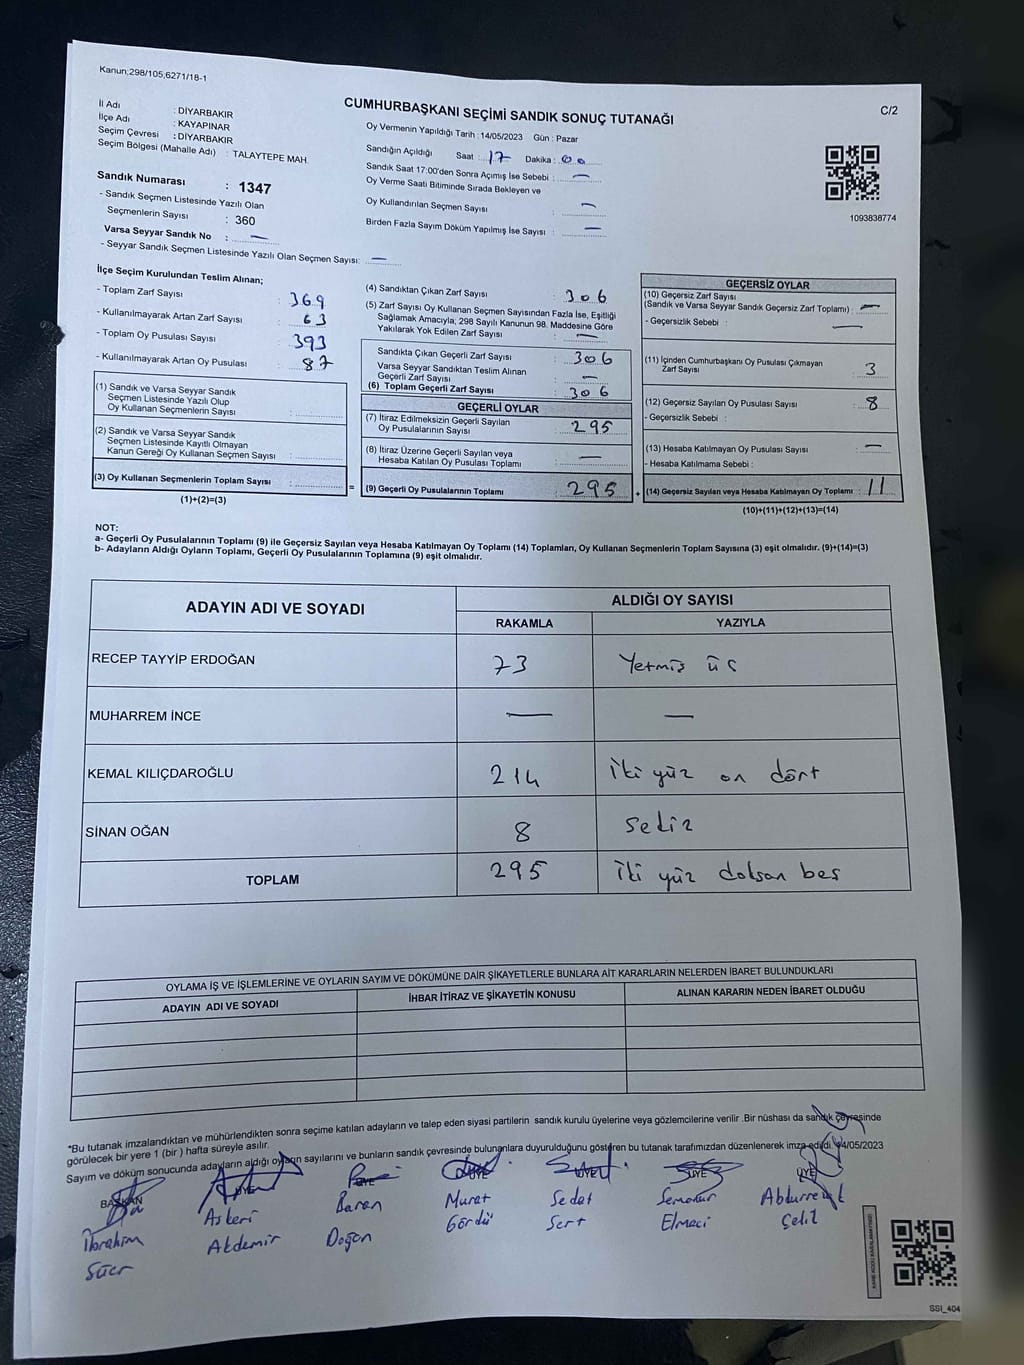 Kanun;298/105;6271/18-1
CUMHURBAŞKANI SEÇİMİ SANDIK SONUÇ TUTANAĞI
C/2
İl Adı : DİYARBAKIR
İlçe Adı : KAYAPINAR
Seçim Çevresi : DİYARBAKIR
Seçim Bölgesi (Mahalle Adı) : TALAYTEPE MAH.
Sandık Numarası : 1347
- Sandık Seçmen Listesinde Yazılı Olan
Seçmenlerin Sayısı : 360
Varsa Seyyar Sandık No : —
- Seyyar Sandık Seçmen Listesinde Yazılı Olan Seçmen Sayısı: —
Oy Vermenin Yapıldığı Tarih : 14/05/2023 Gün : Pazar
Sandığın Açıldığı Saat : 17 Dakika : 00
Sandık Saat 17:00'den Sonra Açımış İse Sebebi : —
Oy Verme Saati Bitiminde Sırada Bekleyen ve
Oy Kullandırılan Seçmen Sayısı : —
Birden Fazla Sayım Döküm Yapılmış İse Sayısı : —
1093838774
İlçe Seçim Kurulundan Teslim Alınan;
- Toplam Zarf Sayısı : 369
- Kullanılmayarak Artan Zarf Sayısı : 63
- Toplam Oy Pusulası Sayısı : 393
- Kullanılmayarak Artan Oy Pusulası : 87
(1) Sandık ve Varsa Seyyar Sandık
Seçmen Listesinde Yazılı Olup
Oy Kullanan Seçmenlerin Sayısı :
(2) Sandık ve Varsa Seyyar Sandık
Seçmen Listesinde Kayıtlı Olmayan
Kanun Gereği Oy Kullanan Seçmen Sayısı :
(3) Oy Kullanan Seçmenlerin Toplam Sayısı :
(1)+(2)=(3)
(4) Sandıktan Çıkan Zarf Sayısı : 306
(5) Zarf Sayısı Oy Kullanan Seçmen Sayısından Fazla İse, Eşitliği
Sağlamak Amacıyla; 298 Sayılı Kanunun 98. Maddesine Göre
Yakılarak Yok Edilen Zarf Sayısı : —
Sandıkta Çıkan Geçerli Zarf Sayısı : 306
Varsa Seyyar Sandıktan Teslim Alınan
Geçerli Zarf Sayısı : —
(6) Toplam Geçerli Zarf Sayısı : 306
GEÇERLİ OYLAR
(7) İtiraz Edilmeksizin Geçerli Sayılan
Oy Pusulalarının Sayısı : 295
(8) İtiraz Üzerine Geçerli Sayılan veya
Hesaba Katılan Oy Pusulası Toplamı : —
= (9) Geçerli Oy Pusulalarının Toplamı : 295
GEÇERSİZ OYLAR
(10) Geçersiz Zarf Sayısı
(Sandık ve Varsa Seyyar Sandık Geçersiz Zarf Toplamı) : —
- Geçersizlik Sebebi : —
(11) İçinden Cumhurbaşkanı Oy Pusulası Çıkmayan
Zarf Sayısı : 3
(12) Geçersiz Sayılan Oy Pusulası Sayısı : 8
- Geçersizlik Sebebi :
(13) Hesaba Katılmayan Oy Pusulası Sayısı : —
- Hesaba Katılmama Sebebi :
+ (14) Geçersiz Sayılan veya Hesaba Katılmayan Oy Toplamı : 11
(10)+(11)+(12)+(13)=(14)
NOT:
a- Geçerli Oy Pusulalarının Toplamı (9) ile Geçersiz Sayılan veya Hesaba Katılmayan Oy Toplamı (14) Toplamları, Oy Kullanan Seçmenlerin Toplam Sayısına (3) eşit olmalıdır. (9)+(14)=(3)
b- Adayların Aldığı Oyların Toplamı, Geçerli Oy Pusulalarının Toplamına (9) eşit olmalıdır.
ADAYIN ADI VE SOYADI ALDIĞI OY SAYISI
RAKAMLA YAZIYLA
RECEP TAYYİP ERDOĞAN 73 Yetmiş üç
MUHARREM İNCE — —
KEMAL KILIÇDAROĞLU 214 İki yüz on dört
SİNAN OĞAN 8 Sekiz
TOPLAM 295 İki yüz doksan beş
OYLAMA İŞ VE İŞLEMLERİNE VE OYLARIN SAYIM VE DÖKÜMÜNE DAİR ŞİKAYETLERLE BUNLARA AİT KARARLARIN NELERDEN İBARET BULUNDUKLARI
ADAYIN ADI VE SOYADI İHBAR İTİRAZ VE ŞİKAYETİN KONUSU ALINAN KARARIN NEDEN İBARET OLDUĞU
*Bu tutanak imzalandıktan ve mühürlendikten sonra seçime katılan adayların ve talep eden siyasi partilerin sandık kurulu üyelerine veya gözlemcilerine verilir .Bir nüshası da sandık çevresinde
görülecek bir yere 1 (bir ) hafta süreyle asılır.
Sayım ve döküm sonucunda adayların aldığı oyların sayılarını ve bunların sandık çevresinde bulunanlara duyurulduğunu gösteren bu tutanak tarafımızdan düzenlenerek imza edildi. 14/05/2023
BAŞKAN ÜYE ÜYE ÜYE ÜYE ÜYE ÜYE
İbrahim Askeri Baran Murat Sedat Semanur
Süer Akdemir Doğan Gördü Sert Elmaci Çelik
SSI_404